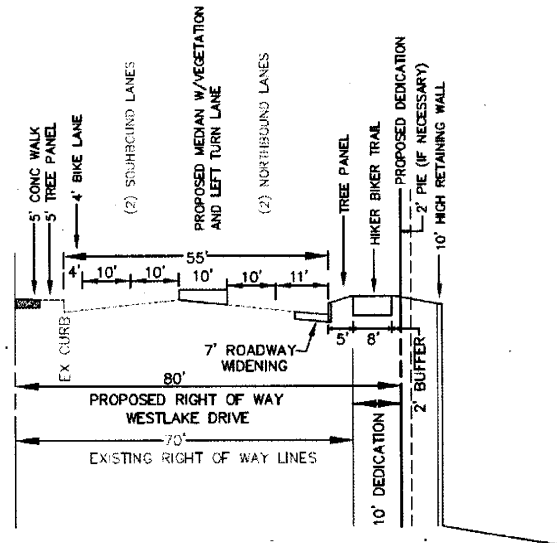 5' CONC WALK
5' TREE PANEL
4' BIKE LANE
(2) SOUHBOUND LANES
PROPOSED MEDIAN W/VEGETATION
AND LEFT TURN LANE
(2) NORTHBOUND LANES
TREE PANEL
HIKER BIKER TRAIL
PROPOSED DEDICATION
2' PIE (IF NECESSARY)
10' HIGH RETAINING WALL
55'
4'
10'
10'
10'
10'
11'
EX CURB
7' ROADWAY
WIDENING
5'
8'
2' BUFFER
80'
PROPOSED RIGHT OF WAY
WESTLAKE DRIVE
70'
EXISTING RIGHT OF WAY LINES
10' DEDICATION